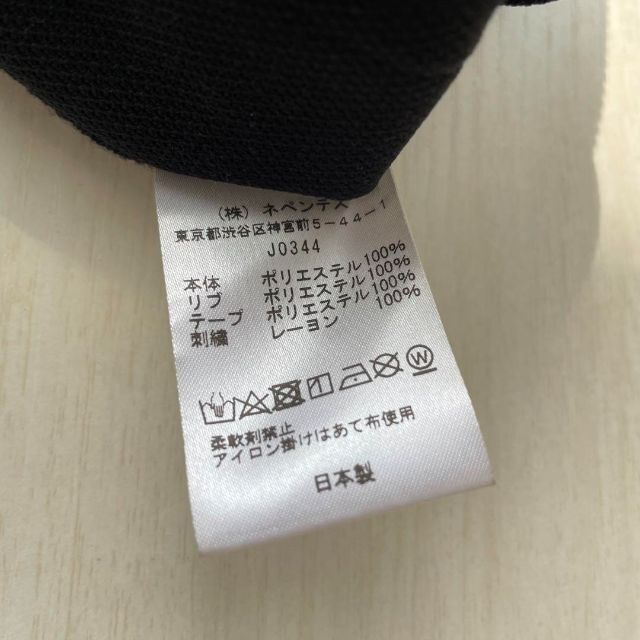 (株) ネペンテス
東京都渋谷区神宮前5-44-1
J0344
本体 ポリエステル100%
リブ ポリエステル100%
テープ ポリエステル100%
刺繍 レーヨン
W
柔軟剤禁止
アイロン掛けはあて布使用
日本製